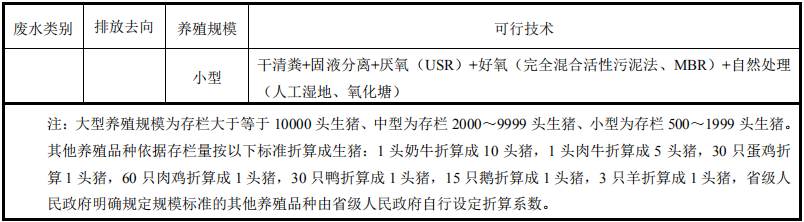 废水类别 排放去向 养殖规模 可行技术
小型 干清粪+固液分离+厌氧（USR）+好氧（完全混合活性污泥法、MBR）+自然处理
（人工湿地、氧化塘）
注：大型养殖规模为存栏大于等于 10000 头生猪、中型为存栏 2000～9999 头生猪、小型为存栏 500～1999 头生猪。
其他养殖品种依据存栏量按以下标准折算成生猪：1 头奶牛折算成 10 头猪，1 头肉牛折算成 5 头猪，30 只蛋鸡折
算 1 头猪，60 只肉鸡折算成 1 头猪，30 只鸭折算成 1 头猪，15 只鹅折算成 1 头猪，3 只羊折算成 1 头猪，省级人
民政府明确规定规模标准的其他养殖品种由省级人民政府自行设定折算系数。